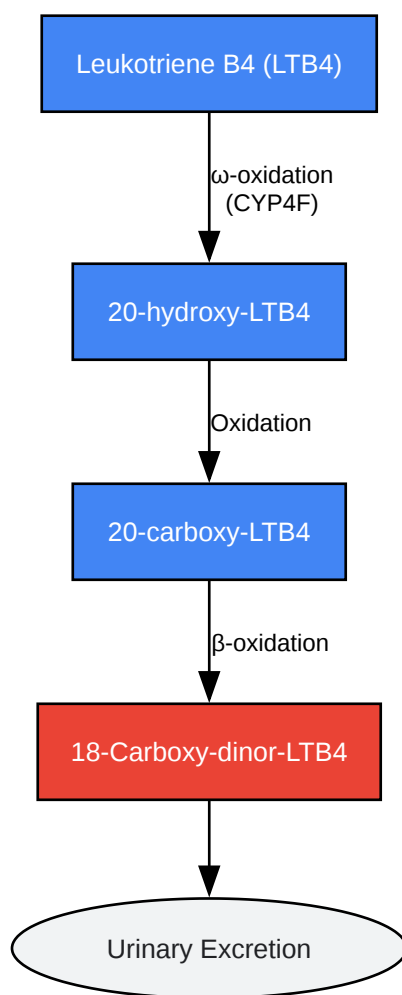 Leukotriene B4 (LTB4)
ω-oxidation
(CYP4F)
20-hydroxy-LTB4
Oxidation
20-carboxy-LTB4
β-oxidation
18-Carboxy-dinor-LTB4
Urinary Excretion